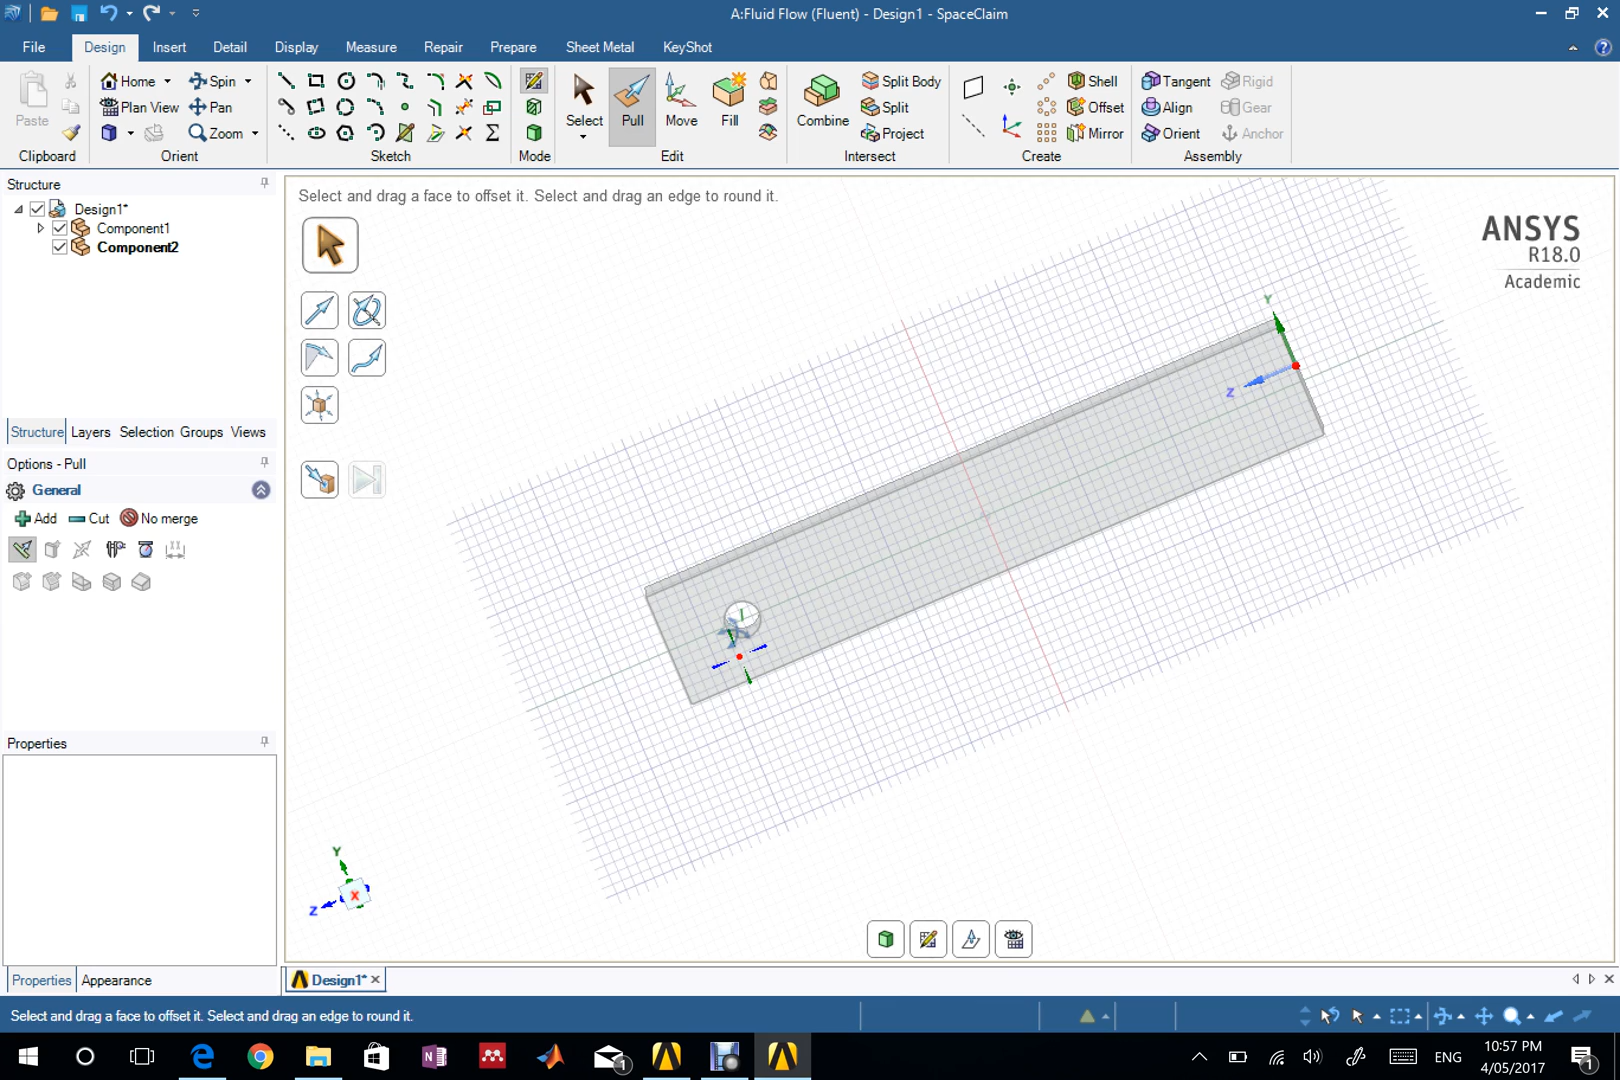 A:Fluid Flow (Fluent) - Design1 - SpaceClaim
File Design Insert Detail Display Measure Repair Prepare Sheet Metal KeyShot
Home Spin
Plan View Pan
Zoom
Paste
Select Pull Move Fill
Combine
Split Body
Split
Project
Shell
Offset
Mirror
Tangent Rigid
Align Gear
Orient Anchor
Clipboard Orient Sketch Mode Edit Intersect Create Assembly
Structure
Design1*
Component1
Component2
Structure Layers Selection Groups Views
Options - Pull
General
Add Cut No merge
Properties
Properties Appearance
Select and drag a face to offset it. Select and drag an edge to round it.
ANSYS
R18.0
Academic
Y
Z
Y
X
Z
Design1*
Select and drag a face to offset it. Select and drag an edge to round it.
1
ENG
10:57 PM
4/05/2017
1